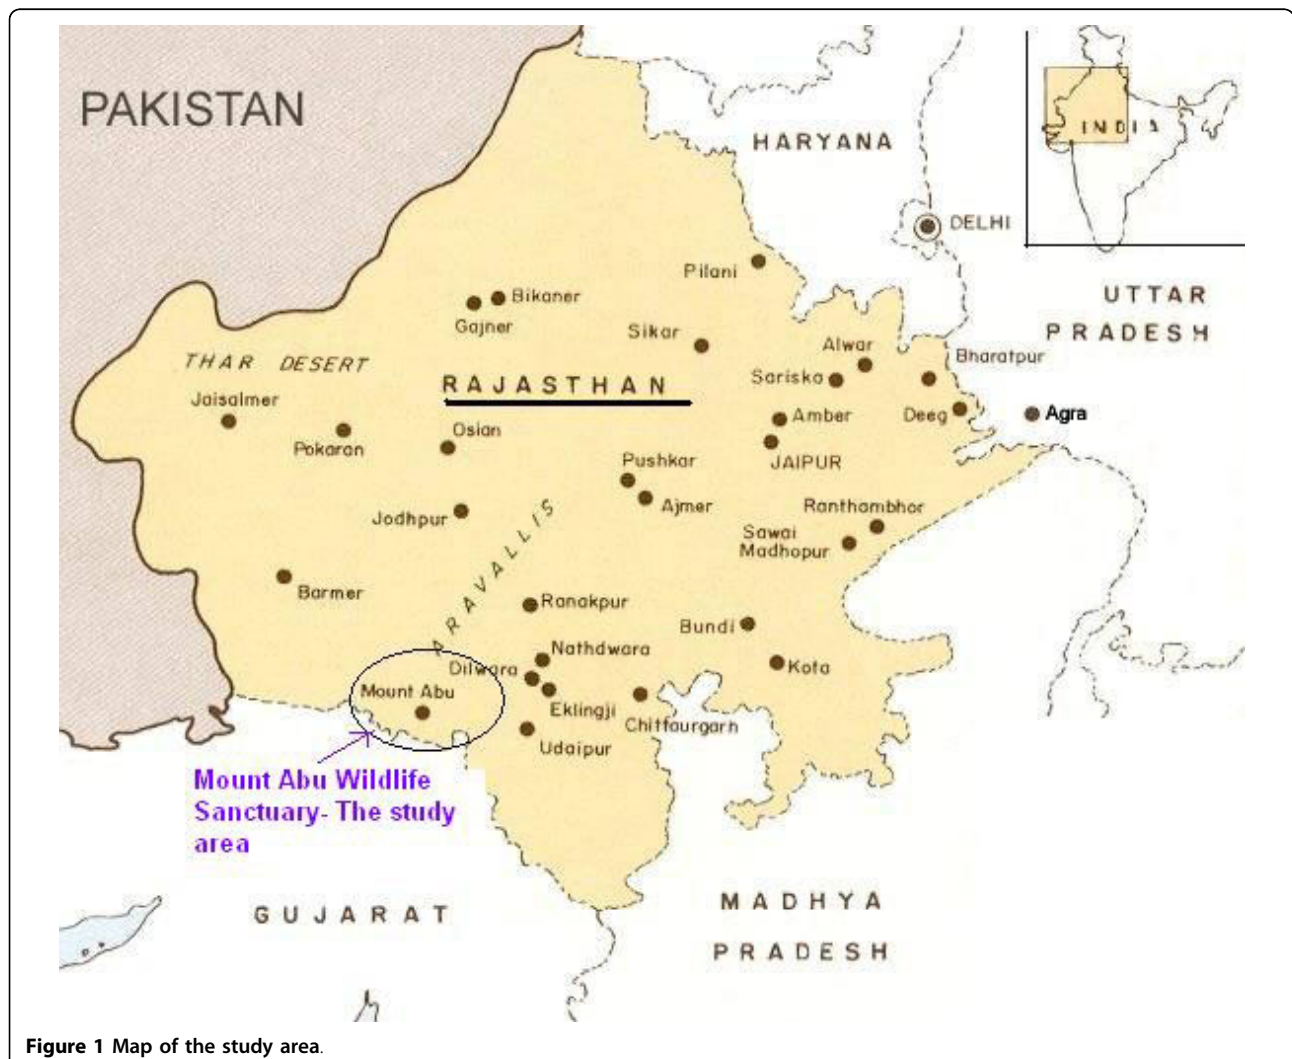 PAKISTAN
HARYANA
INDIA
DELHI
Pilani
UTTAR
PRADESH
Bikaner
Gajner
Sikar
Alwar
Bharatpur
THAR DESERT
RAJASTHAN
Sariska
Jaisalmer
Amber
Deeg
Agra
Pokaran
Osian
JAIPUR
Pushkar
Ajmer
Ranthambhor
Jodhpur
Sawai
Madhopur
ARAVALLIS
Barmer
Ranakpur
Bundi
Nathdwara
Dilwara
Kota
Mount Abu
Eklingji
Chittaurgarh
Udaipur
Mount Abu Wildlife
Sanctuary- The study
area
GUJARAT
MADHYA
PRADESH
Figure 1 Map of the study area.